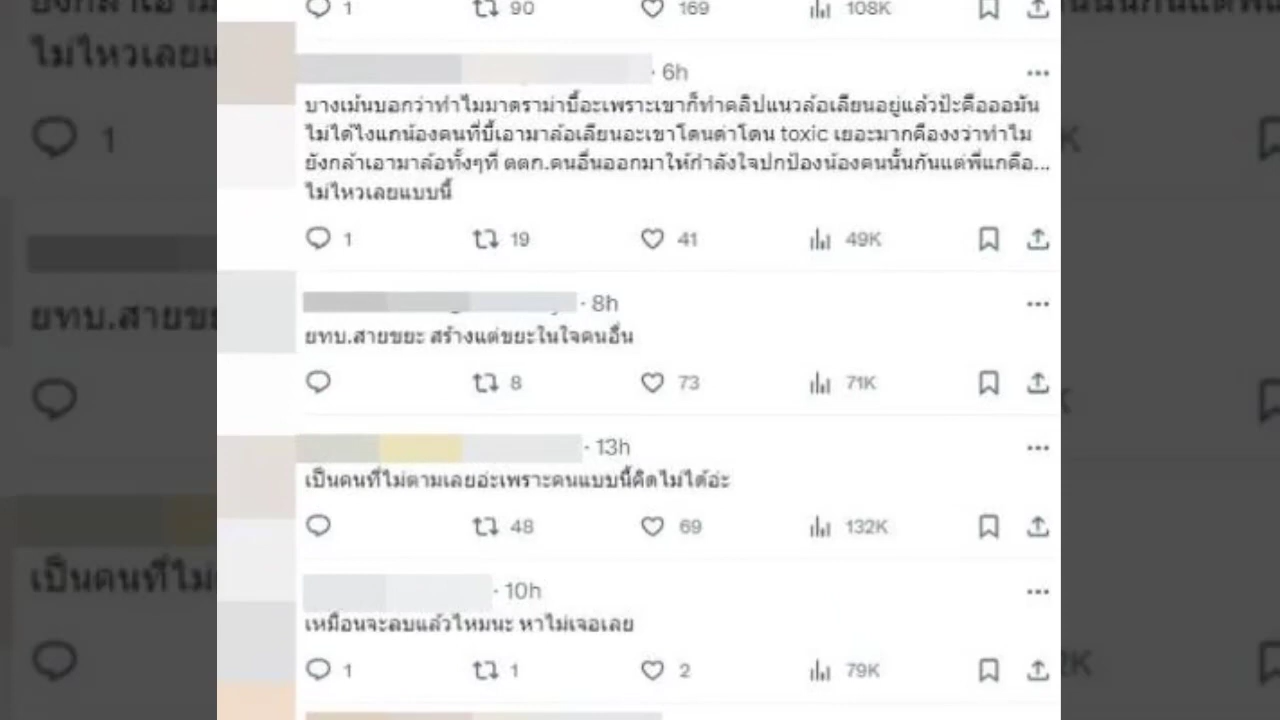 1 90 169 108K
· 6h
บางเม้นบอกว่าทำไมมาดราม่าบี้อะเพราะเขาก็ทำคลิปแนวล้อเลียนอยู่แล้วป้ะคือออมัน
ไม่ได้ไงแกน้องคนที่บี้เอามาล้อเลียนอะเขาโดนด่าโดน toxic เยอะมากคืองงว่าทำไม
ยังกล้าเอามาล้อทั้งๆที่ ตตก.คนอื่นออกมาให้กำลังใจปกป้องน้องคนนั้นกันแต่พี่แกคือ...
ไม่ไหวเลยแบบนี้
1 19 41 49K
· 8h
ยทบ.สายขยะ สร้างแต่ขยะในใจคนอื่น
8 73 71K
· 13h
เป็นคนที่ไม่ตามเลยอ่ะเพราะคนแบบนี้คิดไม่ได้อ่ะ
48 69 132K
· 10h
เหมือนจะลบแล้วไหมนะ หาไม่เจอเลย
1 1 2 79K